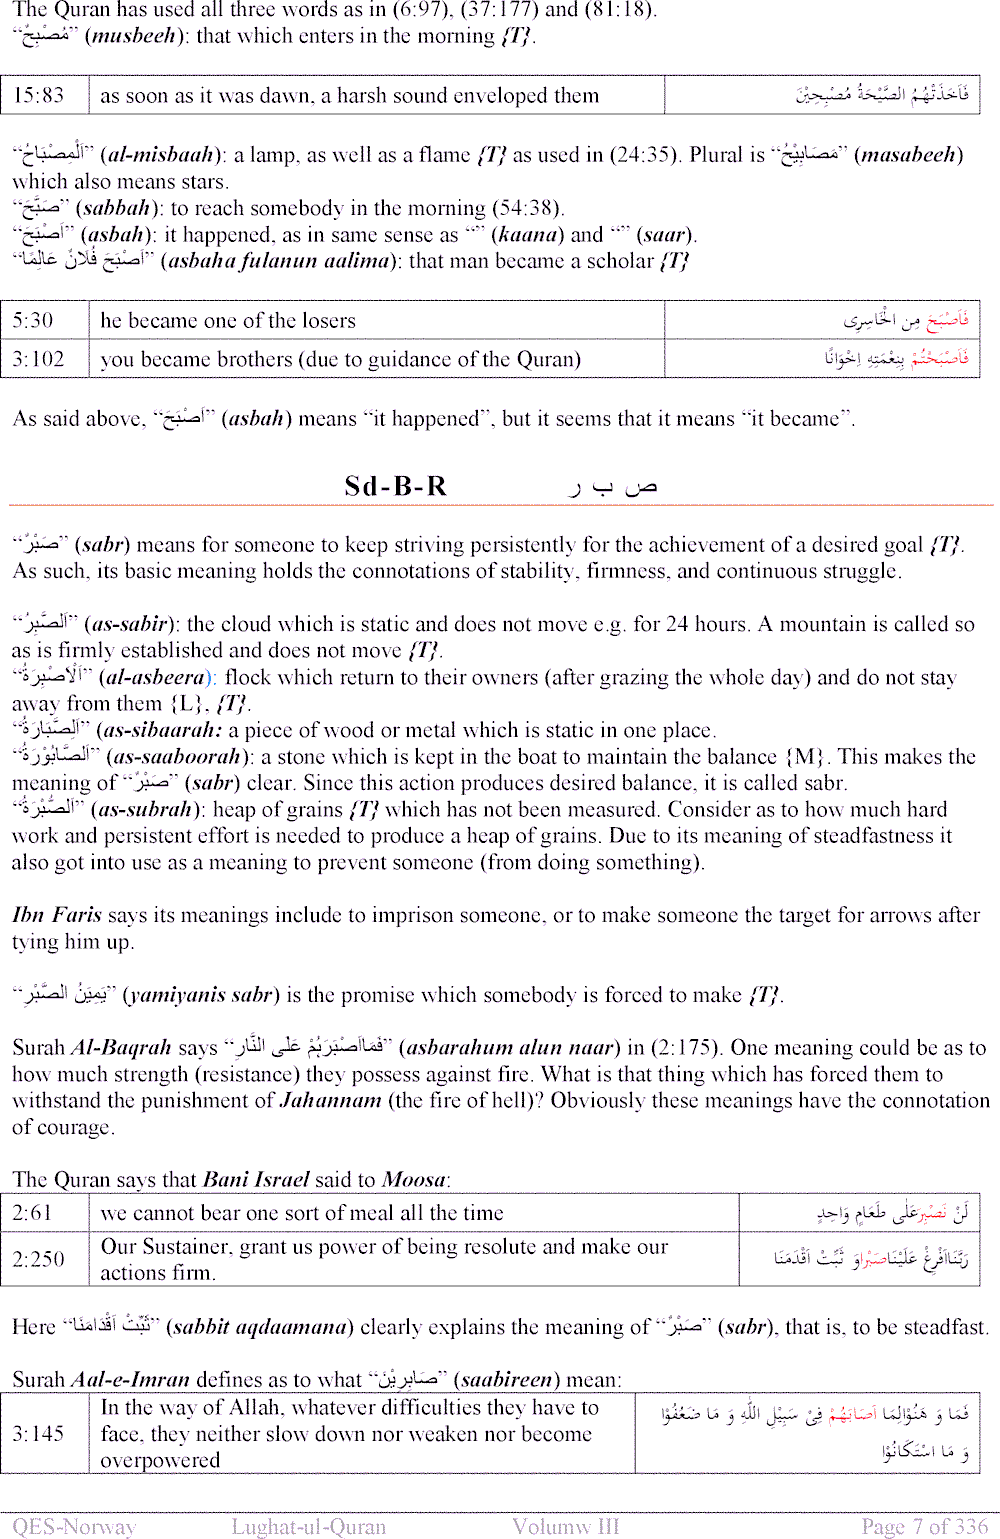 The Quran has used all three words as in (6:97), (37:177) and (81:18).
“مُصْبِحٌ” (musbeeh): that which enters in the morning {T}.
15:83 as soon as it was dawn, a harsh sound enveloped them فَاَخَذَتْهُمُ الصَّيْحَةُ مُصْبِحِيْنَ
“اَلْمِصْبَاحُ” (al-misbaah): a lamp, as well as a flame {T} as used in (24:35). Plural is “مَصَابِيْحُ” (masabeeh)
which also means stars.
“صَبَّحَ” (sabbah): to reach somebody in the morning (54:38).
“اَصْبَحَ” (asbah): it happened, as in same sense as “” (kaana) and “” (saar).
“اَصْبَحَ فُلَانٌ عَالِمًا” (asbaha fulanun aalima): that man became a scholar {T}
5:30 he became one of the losers فَاَصْبَحَ مِن الْخَاسِرِی
3:102 you became brothers (due to guidance of the Quran) فَاَصْبَحْتُمْ بِنِعْمَتِهِ اِخْوَانًا
As said above, “اَصْبَحَ” (asbah) means “it happened”, but it seems that it means “it became”.
Sd-B-R ص ب ر
“صَبْرٌ” (sabr) means for someone to keep striving persistently for the achievement of a desired goal {T}.
As such, its basic meaning holds the connotations of stability, firmness, and continuous struggle.
“اَلصَّبِرُ” (as-sabir): the cloud which is static and does not move e.g. for 24 hours. A mountain is called so
as is firmly established and does not move {T}.
“اَلْاَصْبِرَةُ” (al-asbeera): flock which return to their owners (after grazing the whole day) and do not stay
away from them {L}, {T}.
“اَلصِّبَارَةُ” (as-sibaarah: a piece of wood or metal which is static in one place.
“اَلصَّابُوْرَةُ” (as-saaboorah): a stone which is kept in the boat to maintain the balance {M}. This makes the
meaning of “صَبْرٌ” (sabr) clear. Since this action produces desired balance, it is called sabr.
“اَلصُّبْرَةُ” (as-subrah): heap of grains {T} which has not been measured. Consider as to how much hard
work and persistent effort is needed to produce a heap of grains. Due to its meaning of steadfastness it
also got into use as a meaning to prevent someone (from doing something).
Ibn Faris says its meanings include to imprison someone, or to make someone the target for arrows after
tying him up.
“يَمِيَنُ الصَّبْرِ” (yamiyanis sabr) is the promise which somebody is forced to make {T}.
Surah Al-Baqrah says “فَمَااَصْبَرَبُمْ عَلٰی النَّارِ” (asbarahum alun naar) in (2:175). One meaning could be as to
how much strength (resistance) they possess against fire. What is that thing which has forced them to
withstand the punishment of Jahannam (the fire of hell)? Obviously these meanings have the connotation
of courage.
The Quran says that Bani Israel said to Moosa:
2:61 we cannot bear one sort of meal all the time لَنْ نَصْبِرَعَلٰى طَعَامٍ وَاحِدٍ
2:250 Our Sustainer, grant us power of being resolute and make our رَبَّنَااَفْرِغْ عَلَيْنَاصَبْرًاوَ ثَبِّتْ اَقْدَمَنَا
actions firm.
Here “ثَبِّتْ اَقْدَامَنَا” (sabbit aqdaamana) clearly explains the meaning of “صَبْرٌ” (sabr), that is, to be steadfast.
Surah Aal-e-Imran defines as to what “صَابِرِيْنَ” (saabireen) mean:
3:145 In the way of Allah, whatever difficulties they have to فَمَا وَ هَنُوْالِمَا اَصَابَهُمْ فِىْ سَبِيْلِ اللّٰهِ وَ مَا ضَعُفُوْا
face, they neither slow down nor weaken nor become وَ مَا اسْتَكَانُوْا
overpowered
QES-Norway Lughat-ul-Quran Volumw III Page 7 of 336